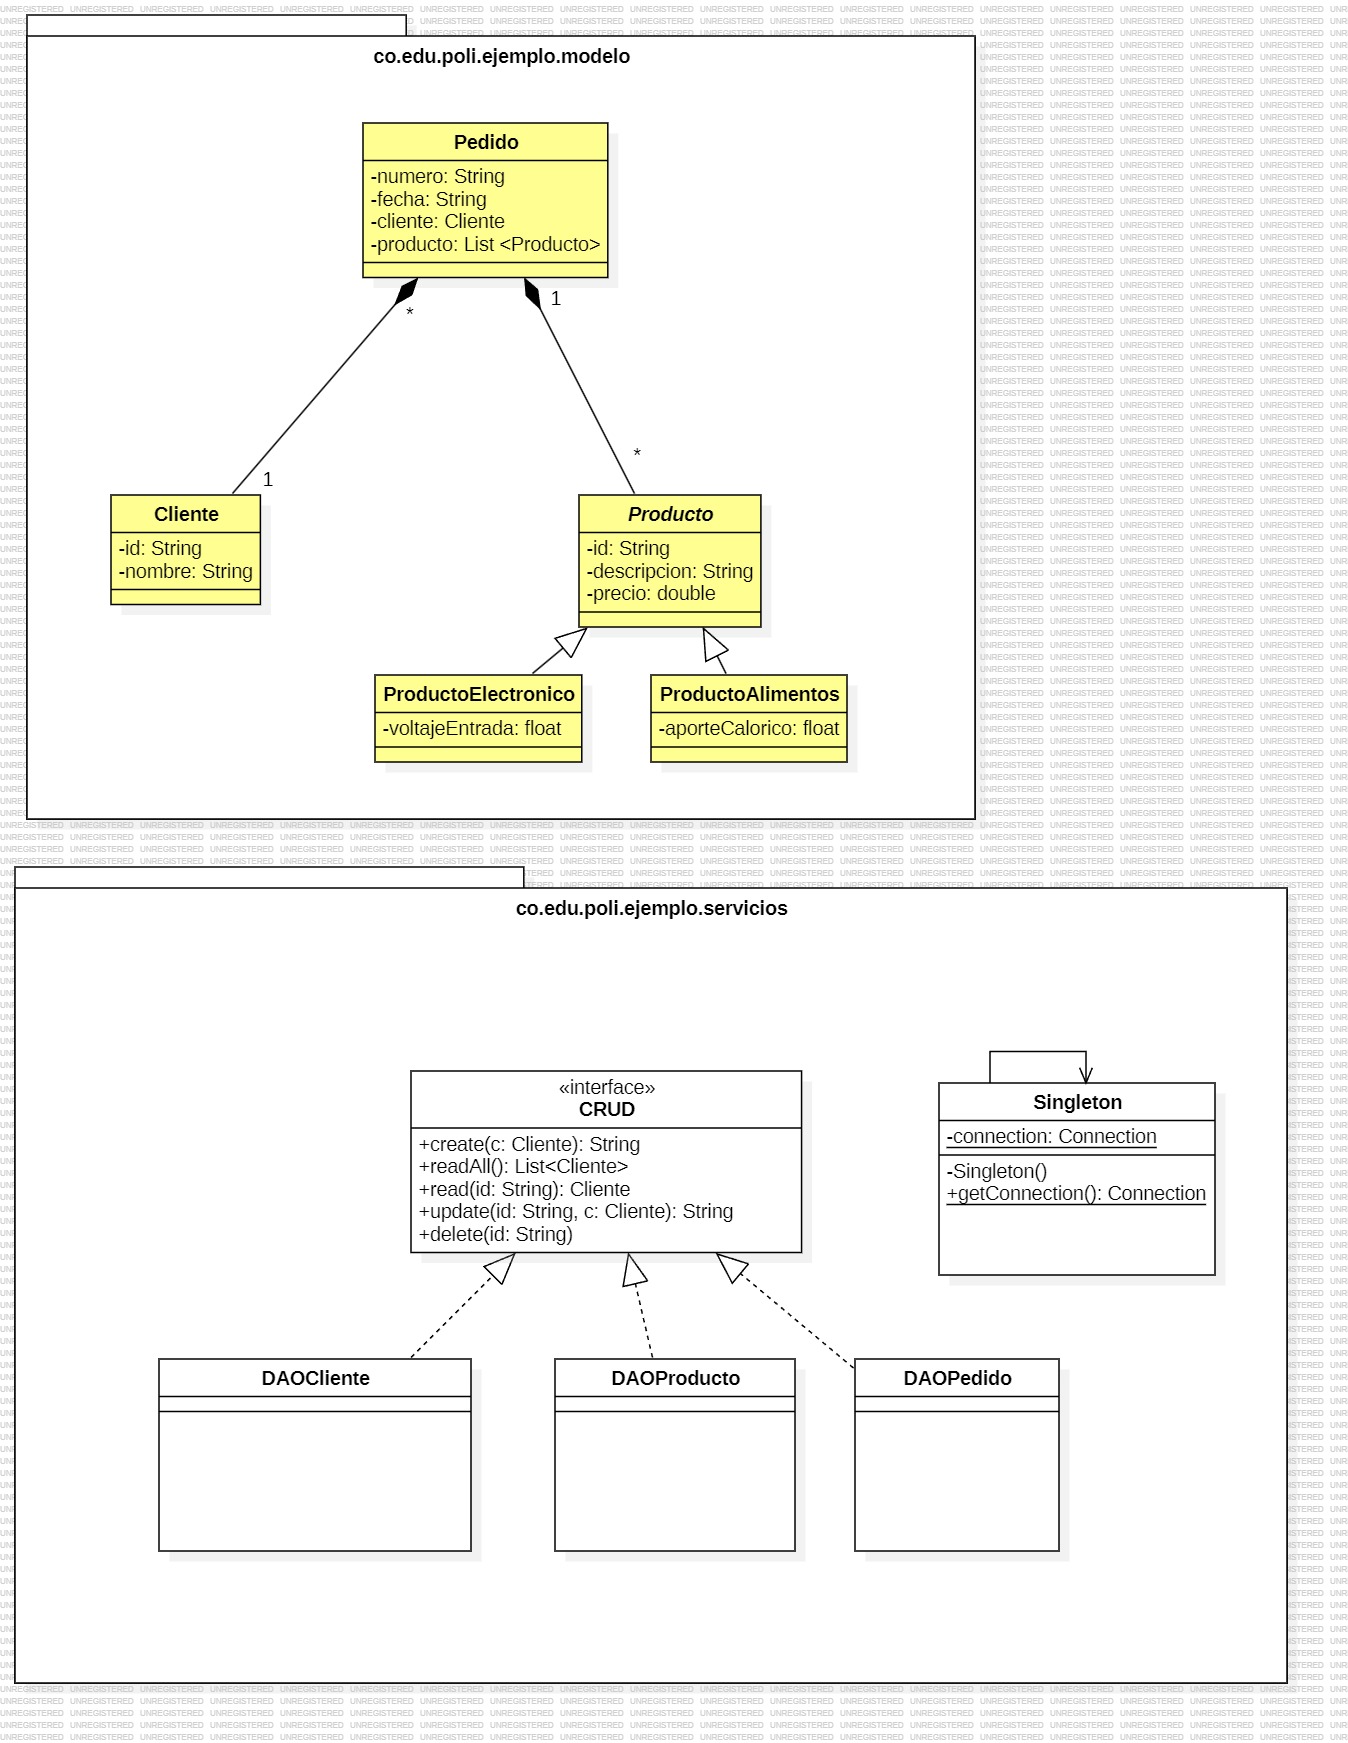 co.edu.poli.ejemplo.modelo
Pedido
-numero: String
-fecha: String
-cliente: Cliente
-producto: List <Producto>
*
1
1
*
Cliente
-id: String
-nombre: String
Producto
-id: String
-descripcion: String
-precio: double
ProductoElectronico
-voltajeEntrada: float
ProductoAlimentos
-aporteCalorico: float
co.edu.poli.ejemplo.servicios
«interface»
CRUD
+create(c: Cliente): String
+readAll(): List<Cliente>
+read(id: String): Cliente
+update(id: String, c: Cliente): String
+delete(id: String)
Singleton
-connection: Connection
-Singleton()
+getConnection(): Connection
DAOCliente
DAOProducto
DAOPedido
UNREGISTERED